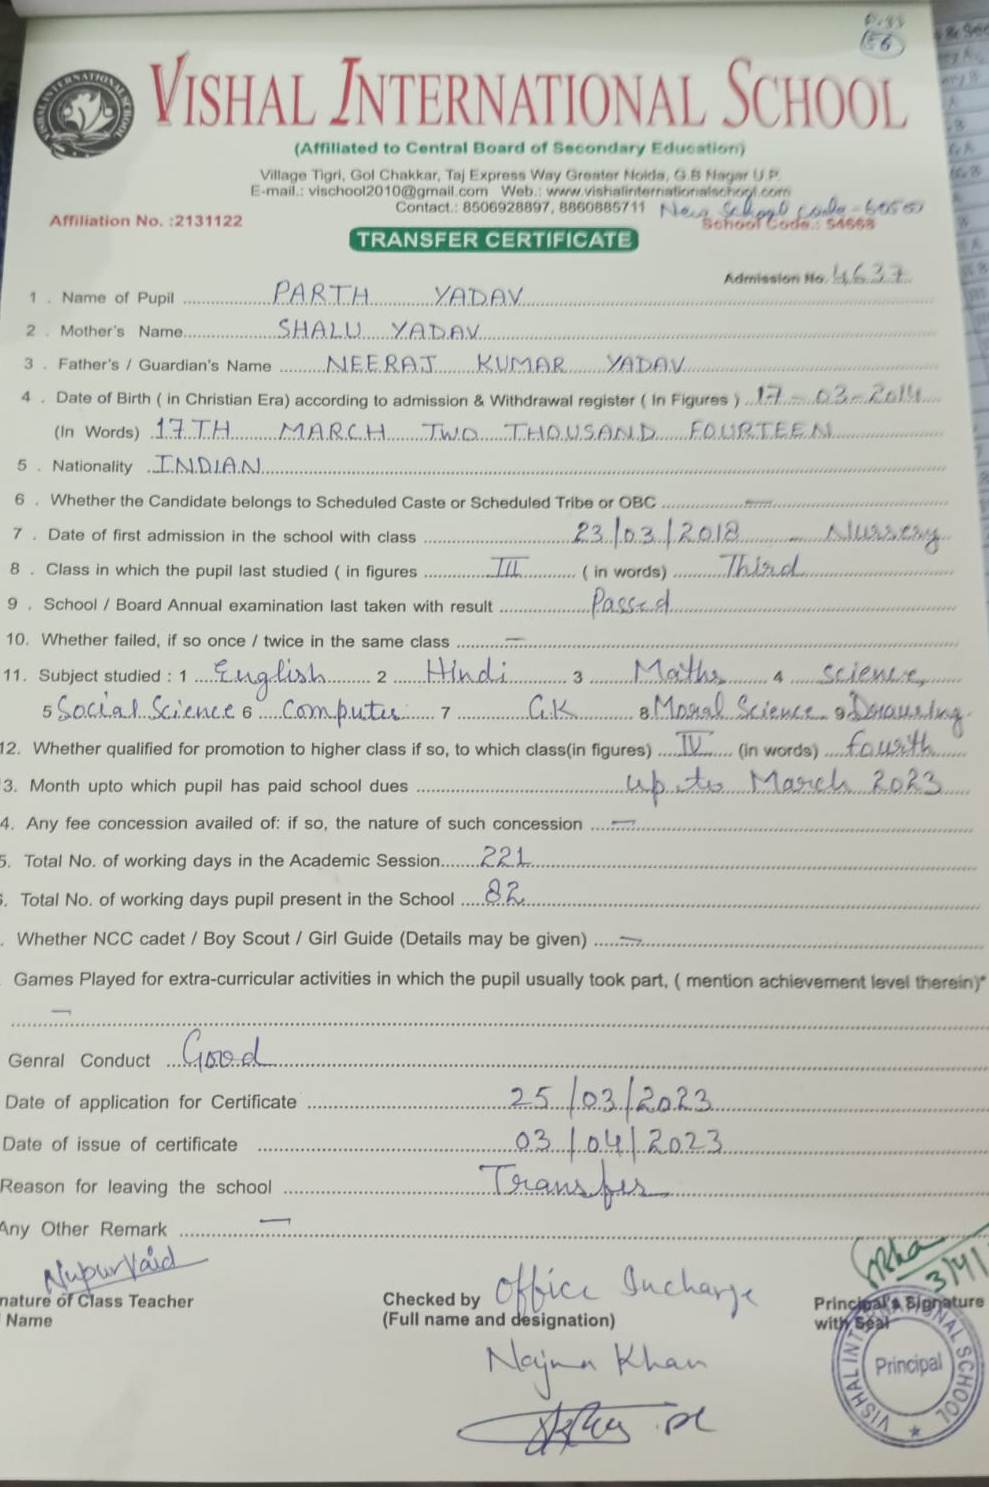 156
VISHAL INTERNATIONAL SCHOOL
(Affiliated to Central Board of Secondary Education)
Village Tigri, Gol Chakkar, Taj Express Way Greater Noida, G.B Nagar U.P.
E-mail.: vischool2010@gmail.com Web.: www.vishalinternationalschool.com
Contact.: 8506928897, 8860885711 New School code-
Affiliation No. :2131122 School Code.: 54668
TRANSFER CERTIFICATE
Admission No. 4637
1 . Name of Pupil PARTH YADAV
2 . Mother's Name SHALU YADAV
3 . Father's / Guardian's Name NEERAJ KUMAR YADAV
4 . Date of Birth ( in Christian Era) according to admission & Withdrawal register ( In Figures ) 17-03-2014
(In Words) 17TH MARCH TWO THOUSAND FOURTEEN
5 . Nationality INDIAN
6 . Whether the Candidate belongs to Scheduled Caste or Scheduled Tribe or OBC —
7 . Date of first admission in the school with class 23/03/2018 Nursery
8 . Class in which the pupil last studied ( in figures III ( in words) Third
9 . School / Board Annual examination last taken with result Passed
10. Whether failed, if so once / twice in the same class —
11. Subject studied : 1 English 2 Hindi 3 Maths 4 Science,
5 Social Science 6 Computer 7 G.K 8 Moral Science 9 Drawing
12. Whether qualified for promotion to higher class if so, to which class(in figures) IV (in words) fourth
3. Month upto which pupil has paid school dues up to March 2023
4. Any fee concession availed of: if so, the nature of such concession —
5. Total No. of working days in the Academic Session 221
. Total No. of working days pupil present in the School 82
. Whether NCC cadet / Boy Scout / Girl Guide (Details may be given) —
Games Played for extra-curricular activities in which the pupil usually took part, ( mention achievement level therein)*
—
Genral Conduct Good
Date of application for Certificate 25/03/2023
Date of issue of certificate 03/04/2023
Reason for leaving the school Transfer
Any Other Remark —
Nupur Vaid
nature of Class Teacher
Name
Checked by Office Incharge
(Full name and designation)
Najma Khan
3/4/
Principal's Signature
with Seal
VISHAL INTERNATIONAL SCHOOL
Principal